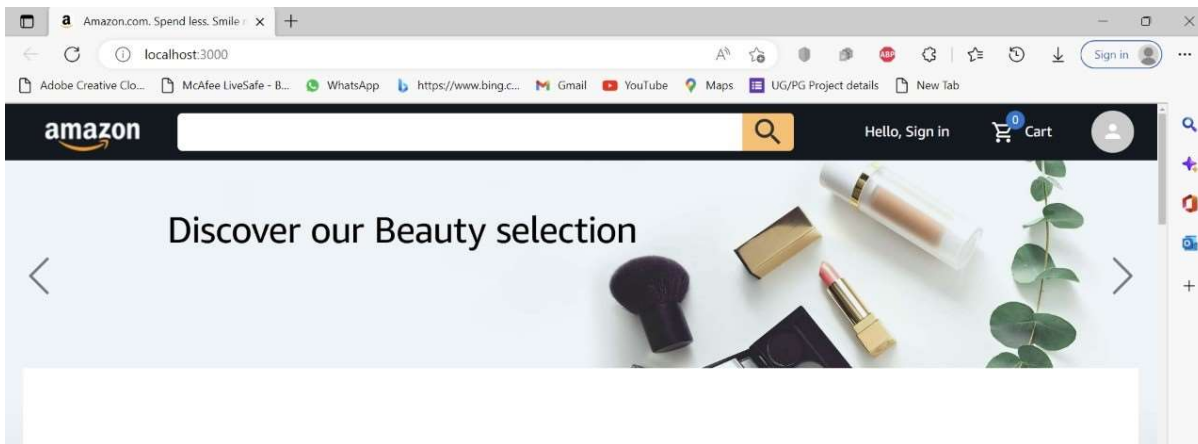 a Amazon.com. Spend less. Smile
localhost:3000
ABP
Sign in
Adobe Creative Clo... McAfee LiveSafe - B... WhatsApp https://www.bing.c... Gmail YouTube Maps UG/PG Project details New Tab
amazon Hello, Sign in 0 Cart
Discover our Beauty selection